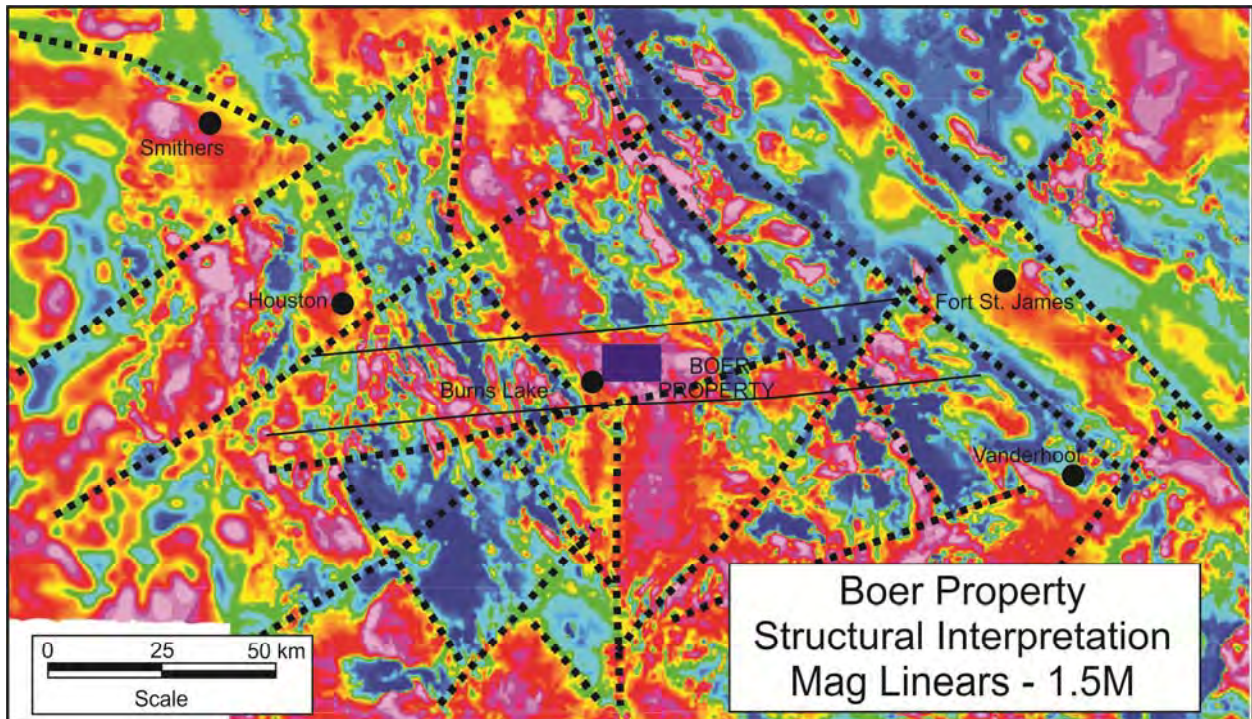 Smithers
Houston
Fort St. James
Burns Lake
BOER
PROPERTY
Vanderhoof
0 25 50 km
Scale
Boer Property
Structural Interpretation
Mag Linears - 1.5M